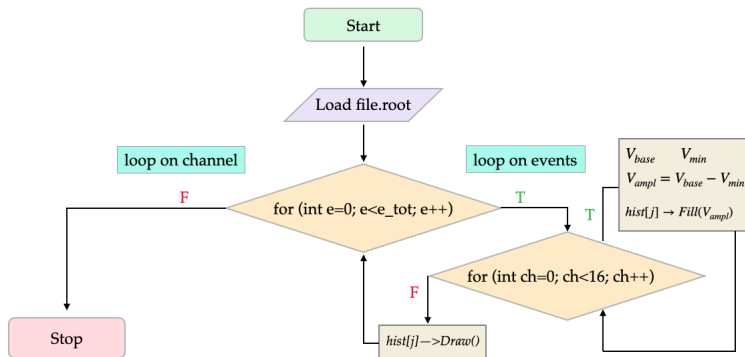 Start
Load file.root
loop on channel
loop on events
V_base V_min
V_ampl = V_base − V_min
hist[j] → Fill(V_ampl)
F
T
T
for (int e=0; e<e_tot; e++)
for (int ch=0; ch<16; ch++)
F
Stop
hist[j]—>Draw()